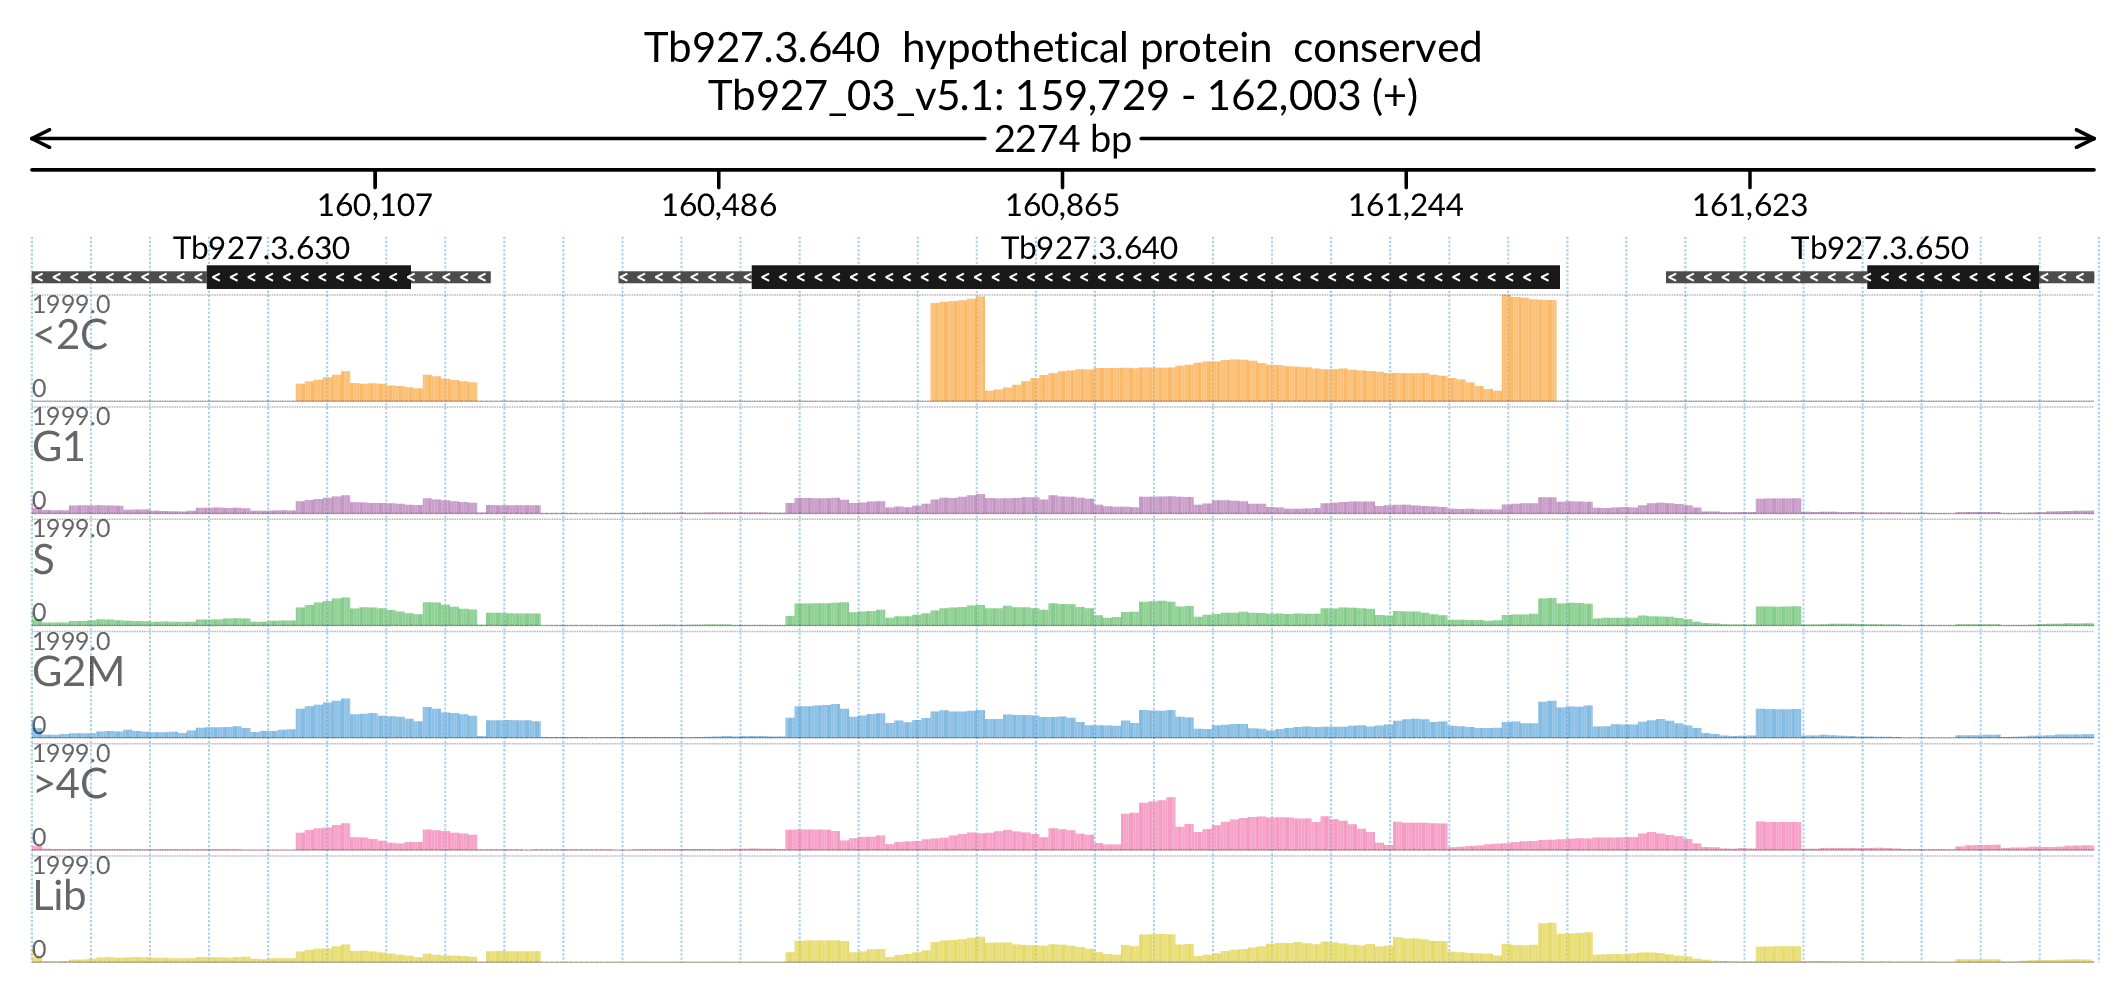 Tb927.3.640  hypothetical protein  conserved
Tb927_03_v5.1: 159,729 - 162,003 (+)
2274 bp
160,107 160,486 160,865 161,244 161,623
Tb927.3.630 Tb927.3.640 Tb927.3.650
1999.0
<2C
0
1999.0
G1
0
1999.0
S
0
1999.0
G2M
0
1999.0
>4C
0
1999.0
Lib
0